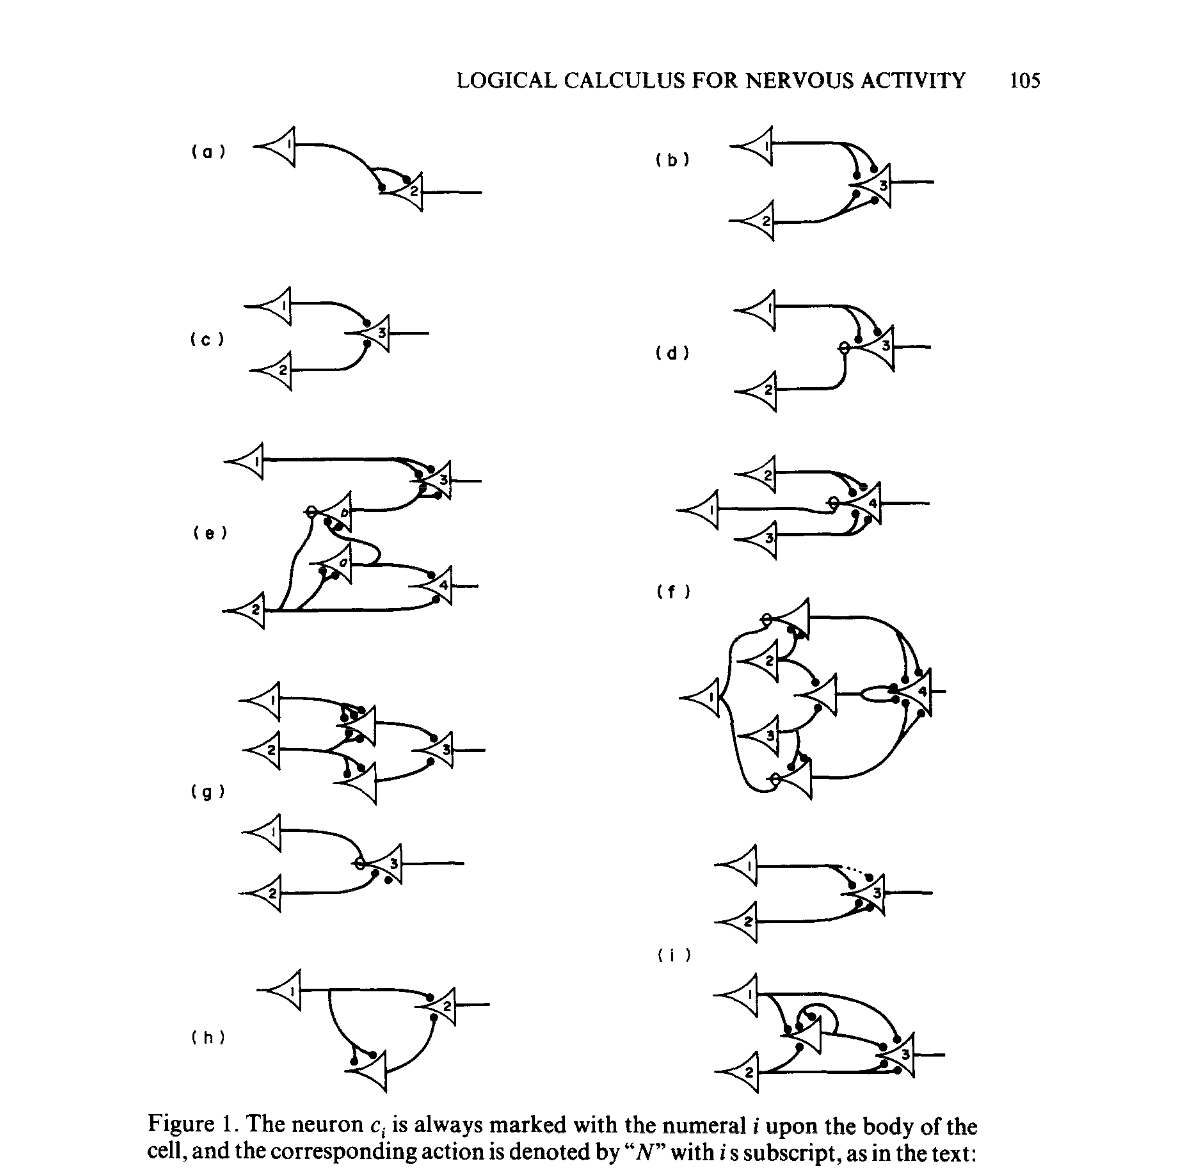 LOGICAL CALCULUS FOR NERVOUS ACTIVITY 105
(a) 1 2
(b) 1 2 3
(c) 1 2 3
(d) 1 2 3
(e) 1 2 3 4 a b
(f) 1 2 3 4
1 2 3 4
(g) 1 2 3
1 2 3
(h) 1 2
(i) 1 2 3
1 2 3
Figure 1. The neuron ci is always marked with the numeral i upon the body of the
cell, and the corresponding action is denoted by “N” with i s subscript, as in the text: